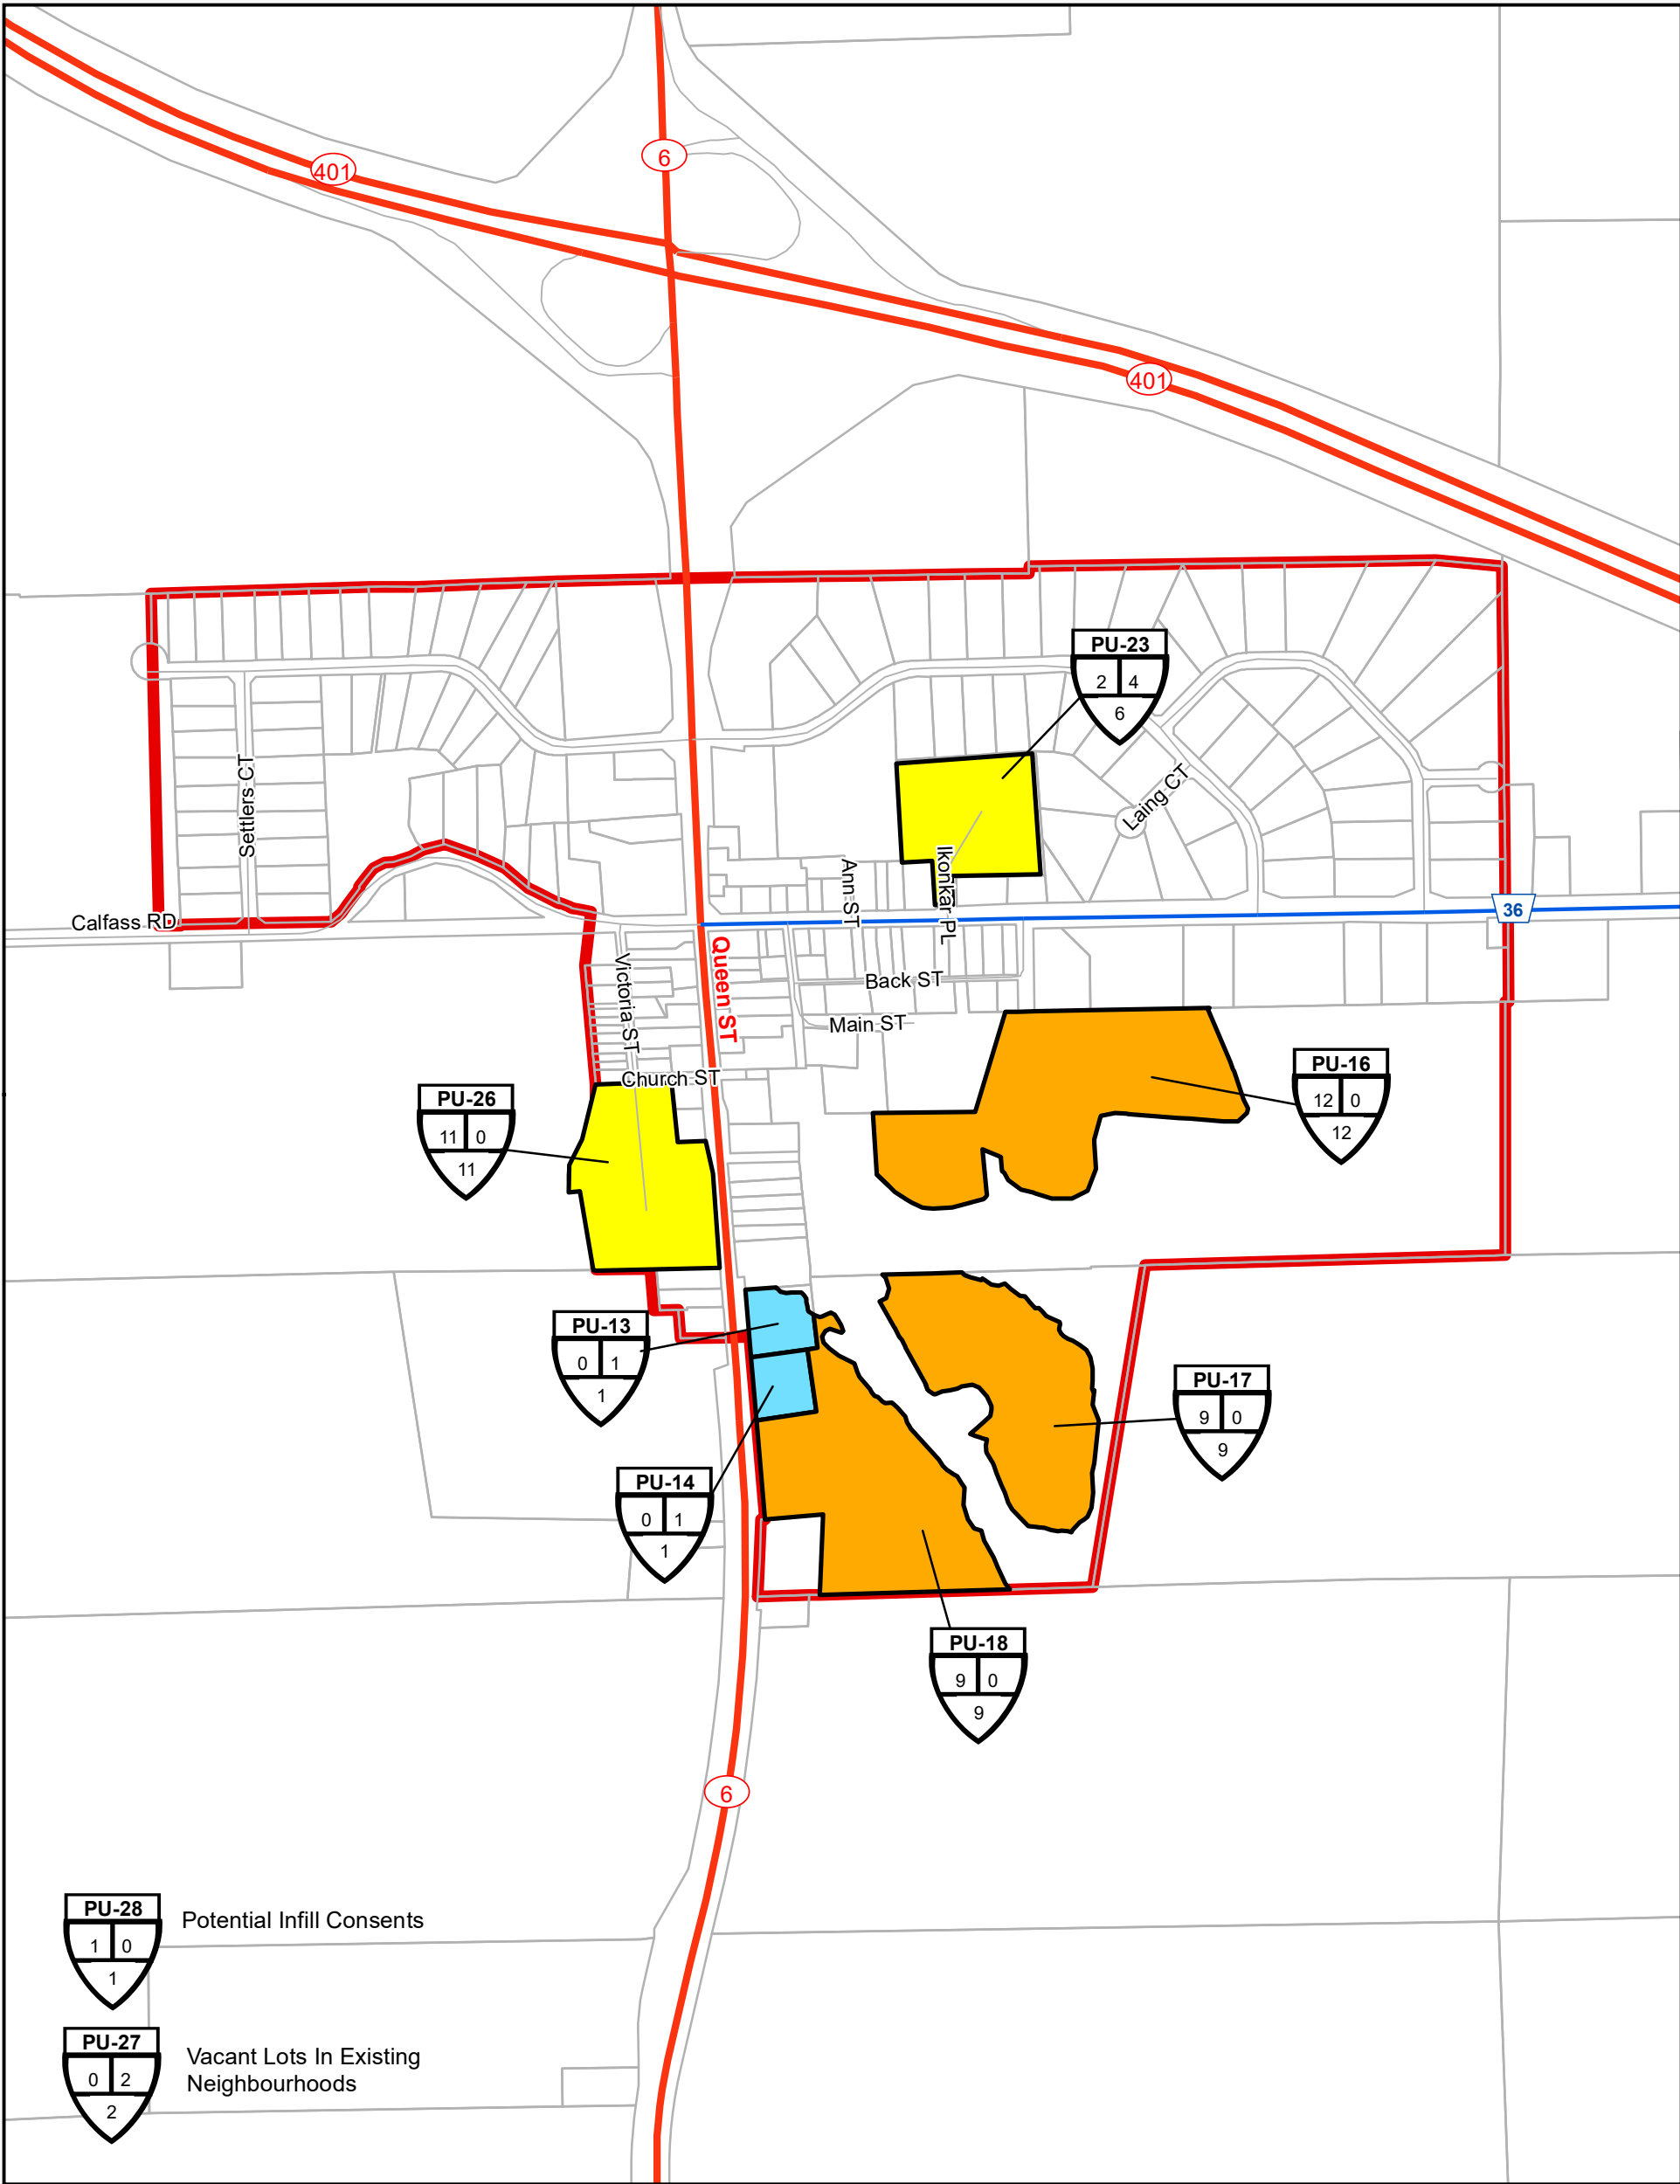 6
401
401
PU-23
2 4
6
Settlers CT
Laing CT
Ann ST
Ikonkar PL
36
Calfass RD
Queen ST
Victoria ST
Back ST
Main ST
Church ST
PU-16
12 0
12
PU-26
11 0
11
PU-13
0 1
1
PU-17
9 0
9
PU-14
0 1
1
PU-18
9 0
9
6
PU-28
1 0
1
Potential Infill Consents
PU-27
0 2
2
Vacant Lots In Existing
Neighbourhoods